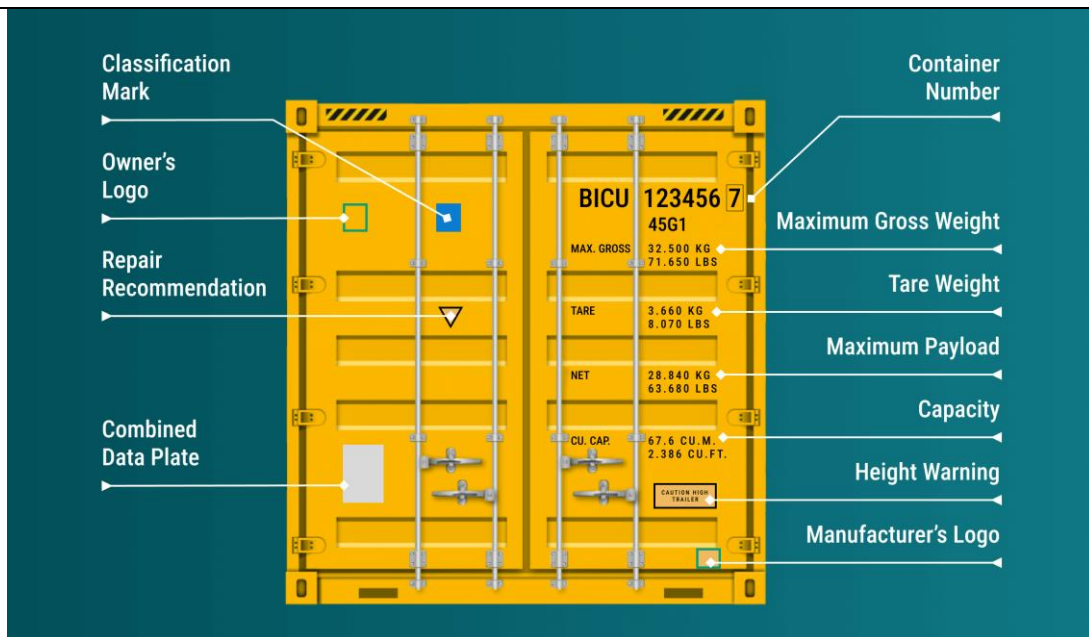 Classification
Mark
Owner's
Logo
Repair
Recommendation
Combined
Data Plate
BICU 123456 7
45G1
MAX. GROSS 32.500 KG
71.650 LBS
TARE 3.660 KG
8.070 LBS
NET 28.840 KG
63.680 LBS
CU. CAP. 67.6 CU.M.
2.386 CU.FT.
CAUTION HIGH
TRAILER
Container
Number
Maximum Gross Weight
Tare Weight
Maximum Payload
Capacity
Height Warning
Manufacturer's Logo